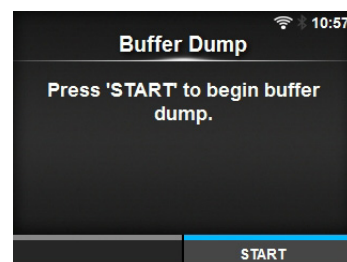 10:57
Buffer Dump
Press 'START' to begin buffer
dump.
START